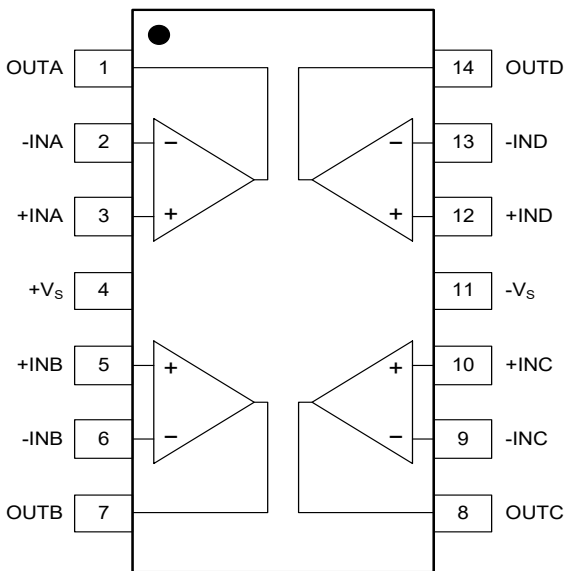 OUTA 1 14 OUTD
-INA 2 − − 13 -IND
+INA 3 + + 12 +IND
+VS 4 11 -VS
+INB 5 + + 10 +INC
-INB 6 − − 9 -INC
OUTB 7 8 OUTC